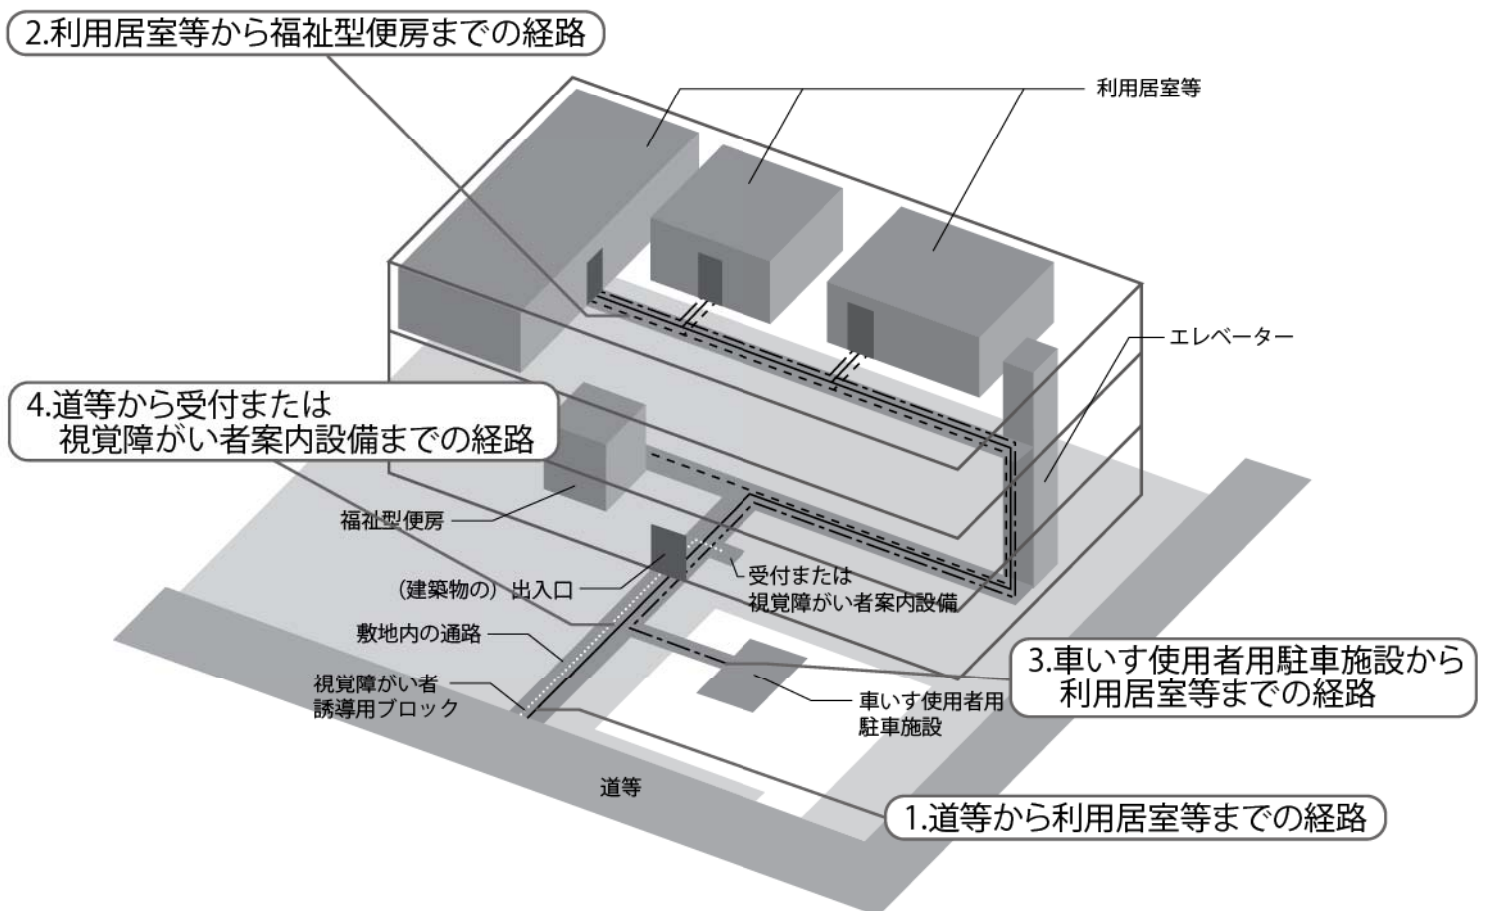 2.利用居室等から福祉型便房までの経路
利用居室等
エレベーター
4.道等から受付または
視覚障がい者案内設備までの経路
福祉型便房
(建築物の)出入口
受付または
視覚障がい者案内設備
敷地内の通路
視覚障がい者
誘導用ブロック
3.車いす使用者用駐車施設から
利用居室等までの経路
車いす使用者用
駐車施設
道等
1.道等から利用居室等までの経路